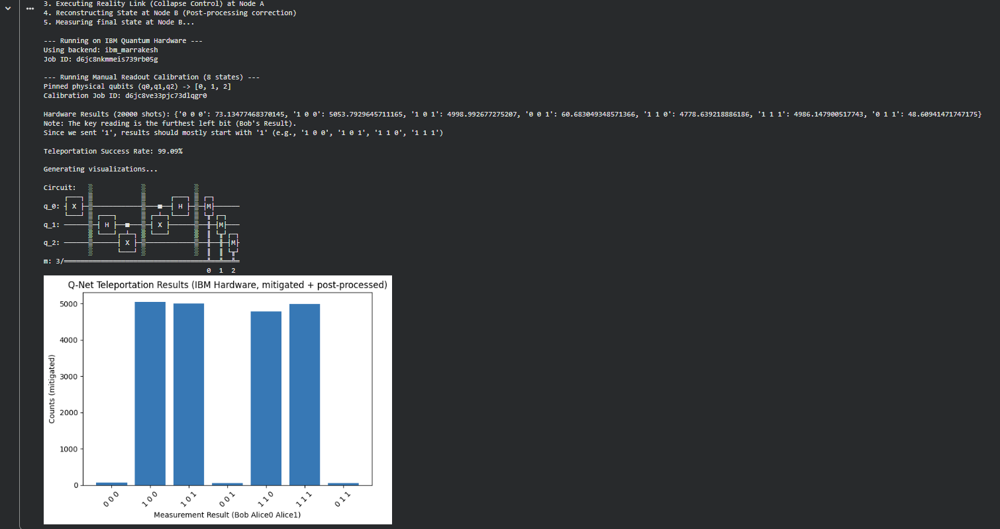 3. Executing Reality Link (Collapse Control) at Node A
4. Reconstructing State at Node B (Post-processing correction)
5. Measuring final state at Node B...
--- Running on IBM Quantum Hardware ---
Using backend: ibm_marrakesh
Job ID: d6jc8nkmmeis739rb05g
--- Running Manual Readout Calibration (8 states) ---
Pinned physical qubits (q0,q1,q2) -> [0, 1, 2]
Calibration Job ID: d6jc8ve33pjc73dlqgr0
Hardware Results (20000 shots): {'0 0 0': 73.13477468370145, '1 0 0': 5053.7929645711165, '1 0 1': 4998.992677275207, '0 0 1': 60.683049348571366, '1 1 0': 4778.639218886186, '1 1 1': 4986.147900517743, '0 1 1': 48.60941471747175}
Note: The key reading is the furthest left bit (Bob's Result).
Since we sent '1', results should mostly start with '1' (e.g., '1 0 0', '1 0 1', '1 1 0', '1 1 1')
Teleportation Success Rate: 99.09%
Generating visualizations...
Circuit:
q_0: X H M
q_1: H X M
q_2: X M
m: 3/
0 1 2
Q-Net Teleportation Results (IBM Hardware, mitigated + post-processed)
Counts (mitigated)
5000
4000
3000
2000
1000
0
0 0 0 1 0 0 1 0 1 0 0 1 1 1 0 1 1 1 0 1 1
Measurement Result (Bob Alice0 Alice1)